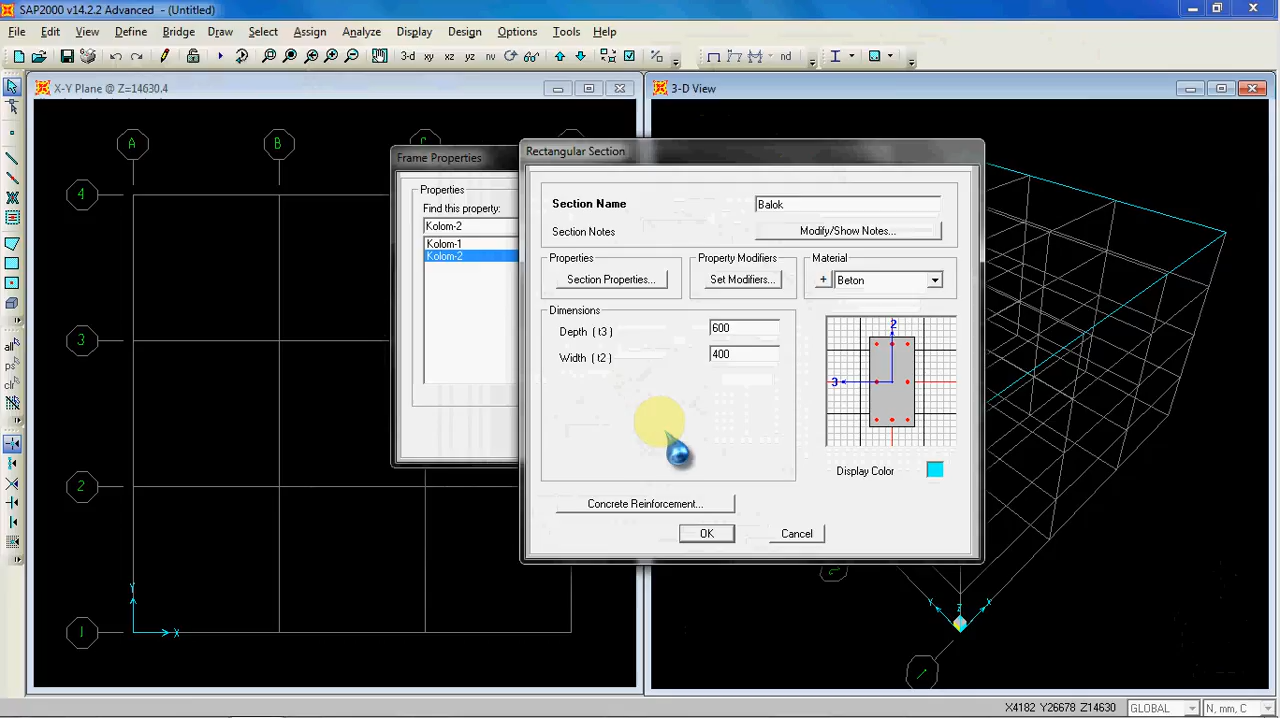 SAP2000 v14.2.2 Advanced - (Untitled)
File Edit View Define Bridge Draw Select Assign Analyze Display Design Options Tools Help
3-d xy xz yz nv nd
X-Y Plane @ Z=14630.4
3-D View
A B C
4
3
2
1
Y
X
all
ps
clr
Frame Properties
Properties
Find this property:
Kolom-2
Kolom-1
Kolom-2
Rectangular Section
Section Name Balok
Section Notes Modify/Show Notes...
Properties
Section Properties...
Property Modifiers
Set Modifiers...
Material
+ Beton
Dimensions
Depth ( t3 ) 600
Width ( t2 ) 400
2
3
Display Color
Concrete Reinforcement...
OK Cancel
Y Z X
X4182 Y26678 Z14630 GLOBAL N, mm, C